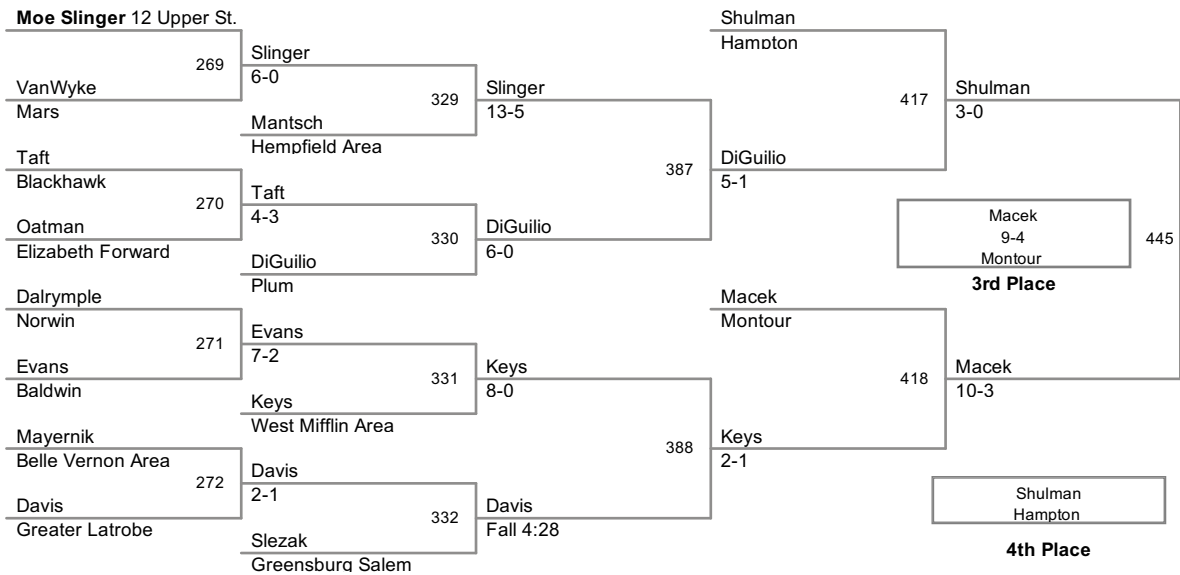 Moe Slinger 12 Upper St.
269
VanWyke
Mars
Taft
Blackhawk
270
Oatman
Elizabeth Forward
Dalrymple
Norwin
271
Evans
Baldwin
Mayernik
Belle Vernon Area
272
Davis
Greater Latrobe
Slinger
6-0
329
Mantsch
Hempfield Area
Taft
4-3
330
DiGuilio
Plum
Evans
7-2
331
Keys
West Mifflin Area
Davis
2-1
332
Slezak
Greensburg Salem
Slinger
13-5
387
DiGuilio
6-0
Keys
8-0
388
Davis
Fall 4:28
Shulman
Hampton
417
DiGuilio
5-1
Macek
Montour
418
Keys
2-1
Shulman
3-0
445
Macek
10-3
Macek
9-4
Montour
3rd Place
Shulman
Hampton
4th Place